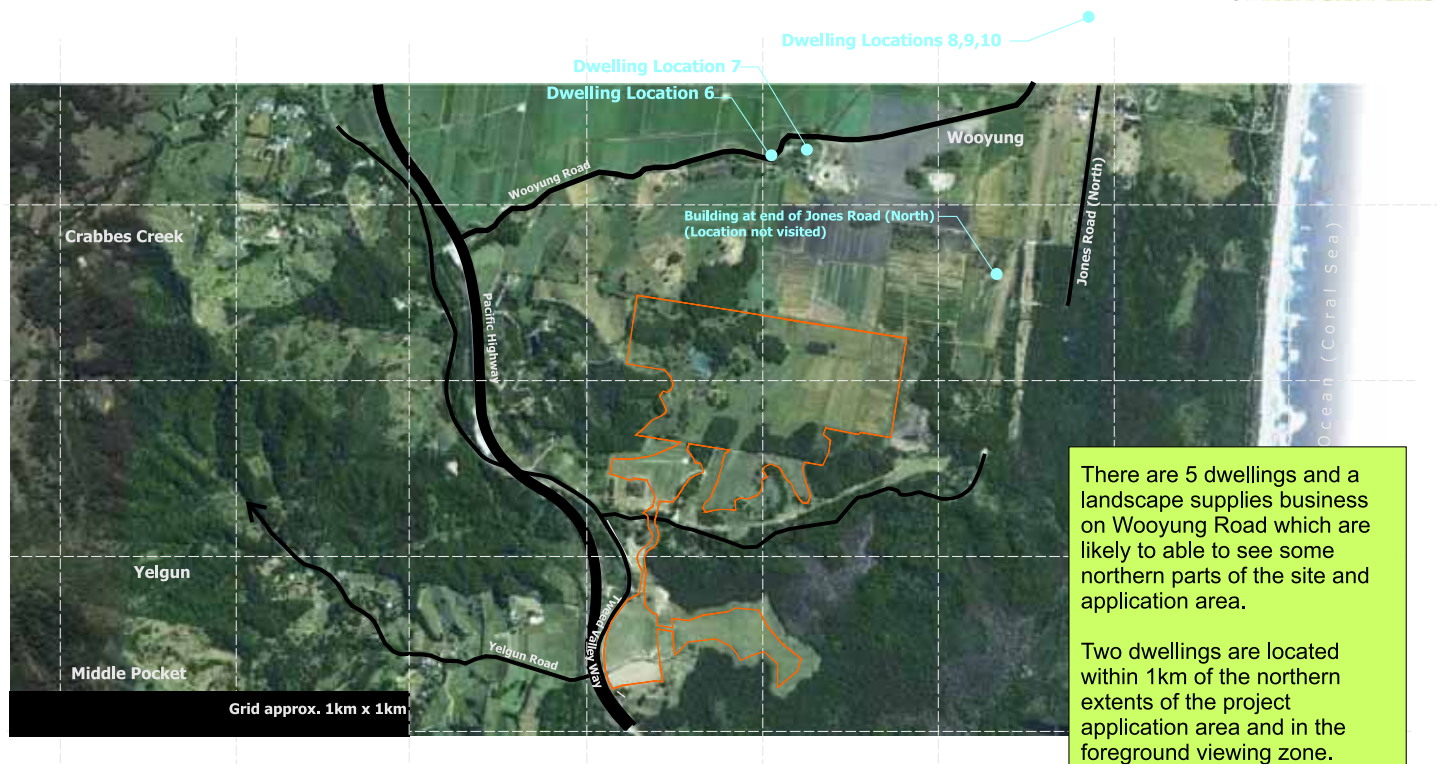 Dwelling Locations 8,9,10
Dwelling Location 7
Dwelling Location 6
Wooyung
Wooyung Road
Jones Road (North)
Building at end of Jones Road (North)
(Location not visited)
Crabbes Creek
Ocean (Coral Sea)
Pacific Highway
There are 5 dwellings and a
landscape supplies business
on Wooyung Road which are
likely to able to see some
northern parts of the site and
application area.
Two dwellings are located
within 1km of the northern
extents of the project
application area and in the
foreground viewing zone.
Yelgun
Tweed Valley Way
Yelgun Road
Middle Pocket
Grid approx. 1km x 1km